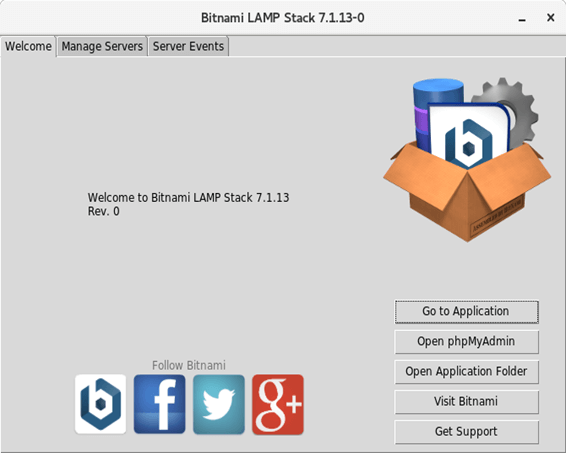 Bitnami LAMP Stack 7.1.13-0
Welcome
Manage Servers
Server Events
Welcome to Bitnami LAMP Stack 7.1.13
Rev. 0
Go to Application
Open phpMyAdmin
Open Application Folder
Visit Bitnami
Get Support
Follow Bitnami
b
f
g+